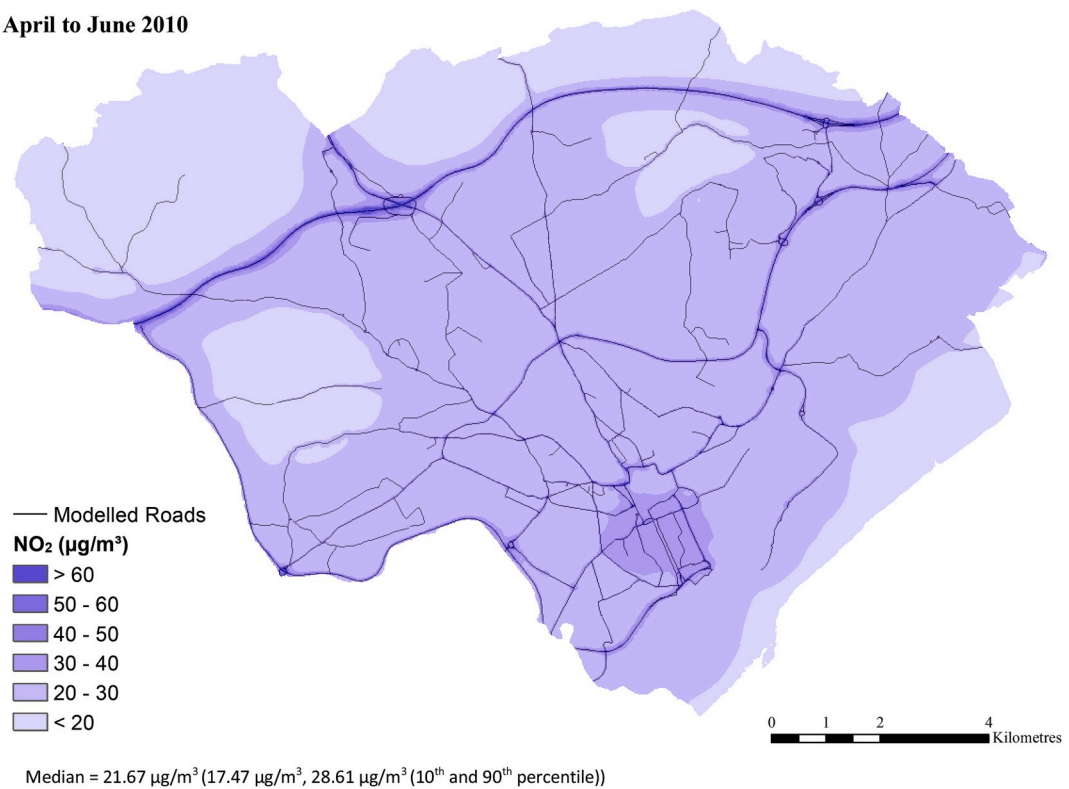 April to June 2010
Modelled Roads
NO₂ (µg/m³)
> 60
50 - 60
40 - 50
30 - 40
20 - 30
< 20
0 1 2 4
Kilometres
Median = 21.67 µg/m³ (17.47 µg/m³, 28.61 µg/m³ (10th and 90th percentile))